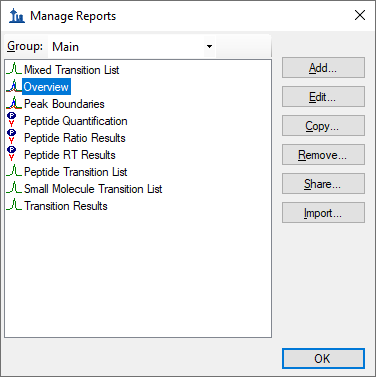 Manage Reports
Group: Main
Mixed Transition List
Overview
Peak Boundaries
Peptide Quantification
Peptide Ratio Results
Peptide RT Results
Peptide Transition List
Small Molecule Transition List
Transition Results
Add...
Edit...
Copy...
Remove...
Share...
Import...
OK